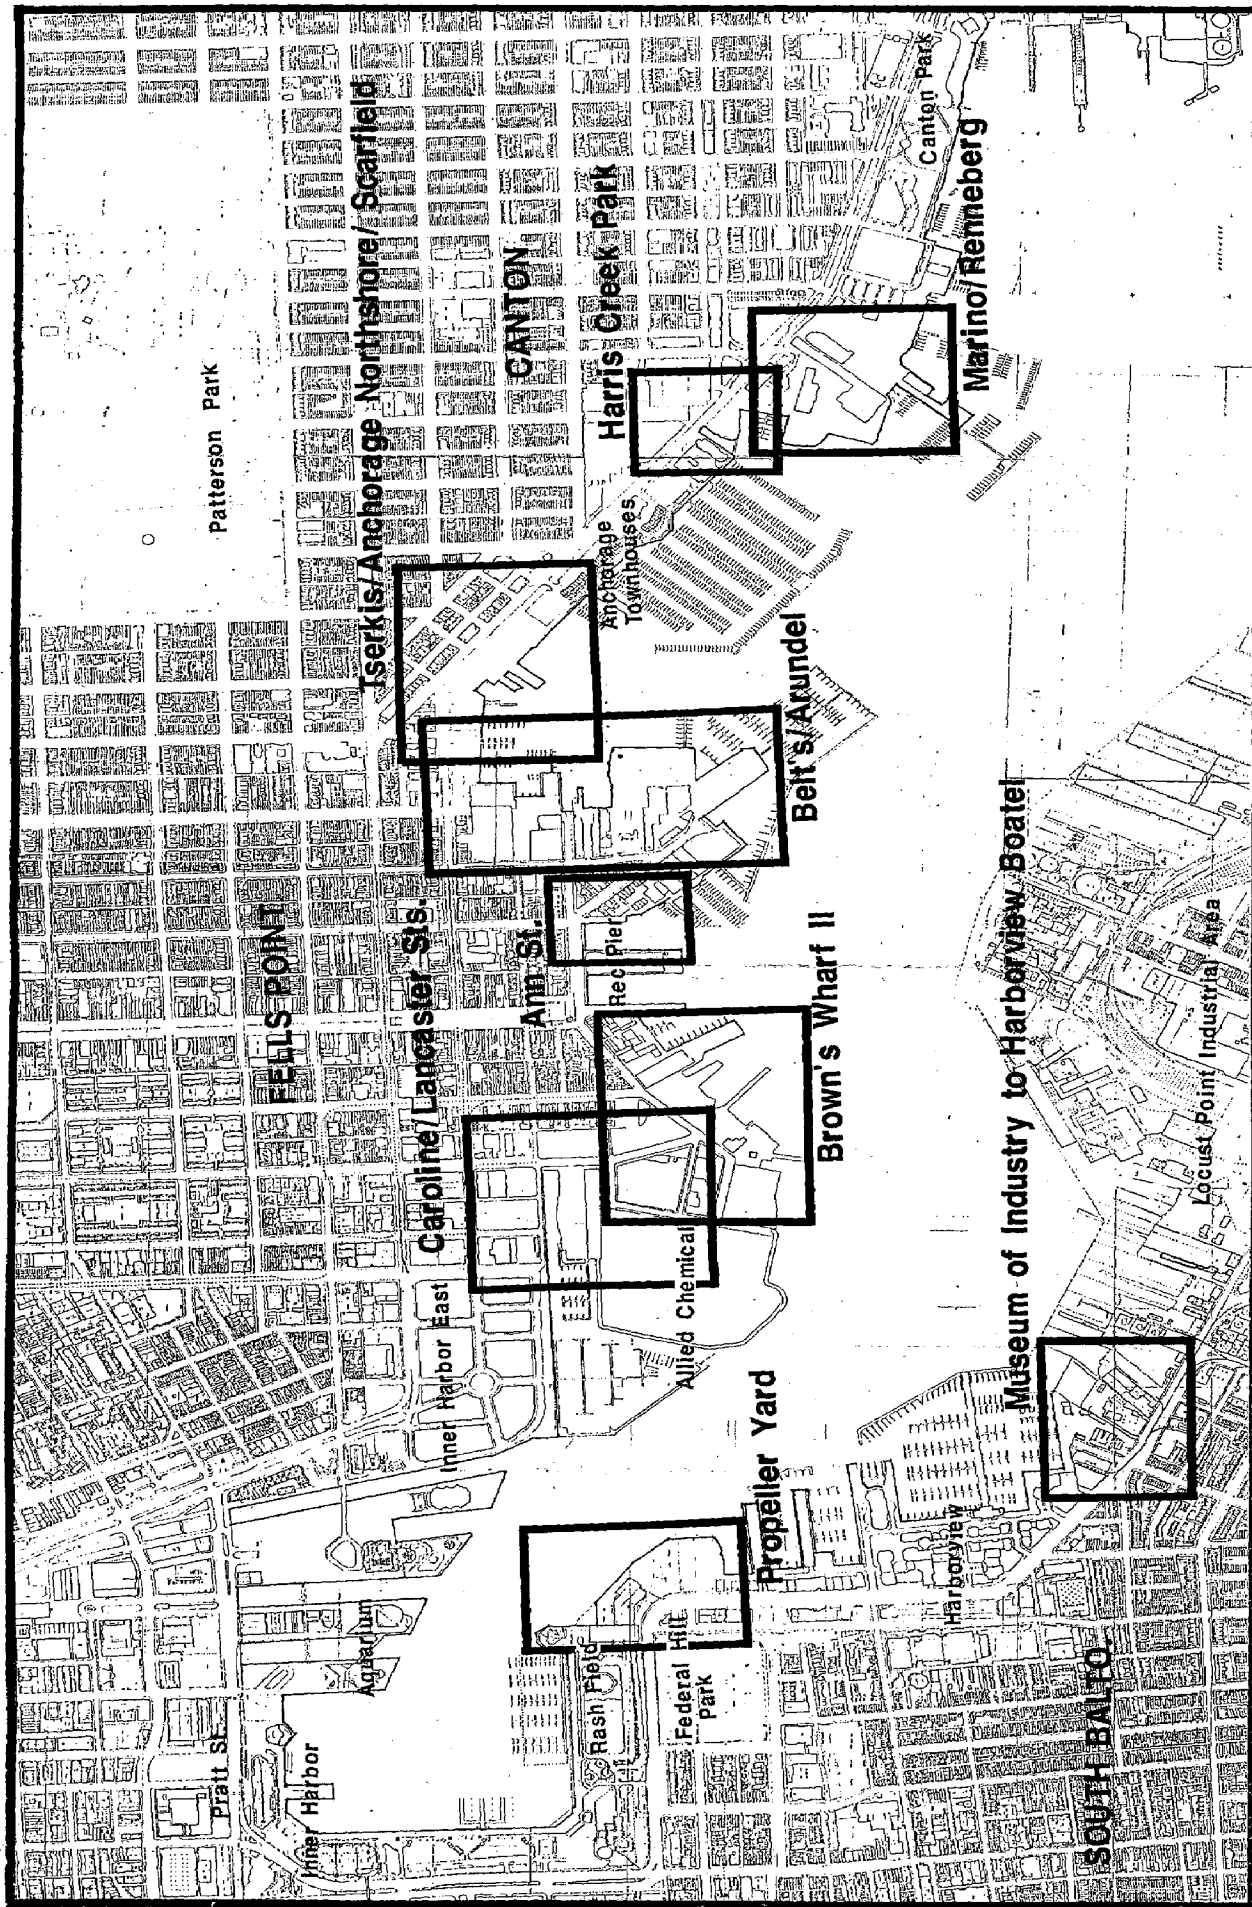 Patterson Park
Tserkis/Anchorage Northshore/Scarfield
CANTON
Harris Creek Park
Canton Park
Marino/Renneberg
Anchorage
Townhouses
Belt's/Arundel
FELLS POINT
Caroline/Lancaster Sts.
Ann St.
Rec Pier
Brown's Wharf II
Museum of Industry to Harborview Boatel
Locust Point Industrial Area
Inner Harbor East
Allied Chemical
Propeller Yard
Harborview
Pratt St.
Inner Harbor
Aquarium
Rash Field
Federal Hill
Park
SOUTH BALTO.